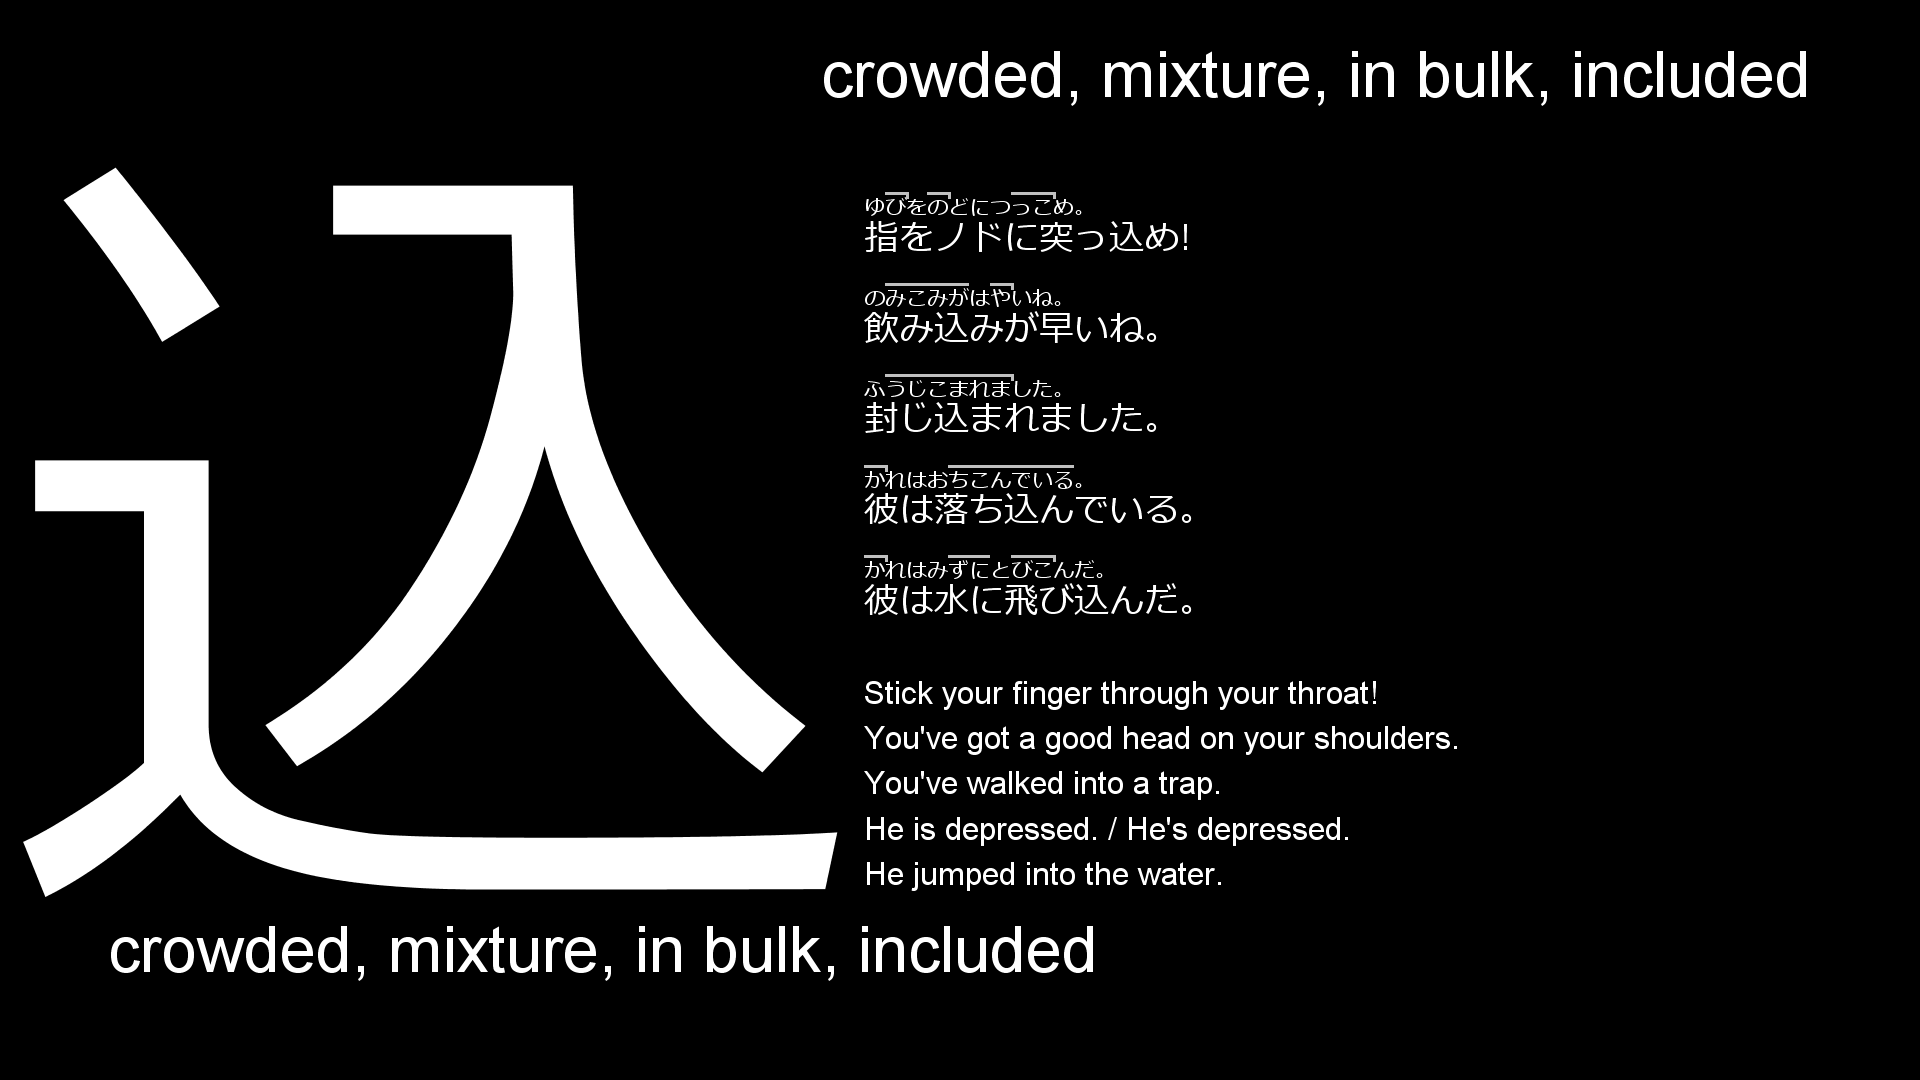 crowded, mixture, in bulk, included
込
ゆびをのどにつっこめ。
指をノドに突っ込め!
のみこみがはやいね。
飲み込みが早いね。
ふうじこまれました。
封じ込まれました。
かれはおちこんでいる。
彼は落ち込んでいる。
かれはみずにとびこんだ。
彼は水に飛び込んだ。
Stick your finger through your throat!
You've got a good head on your shoulders.
You've walked into a trap.
He is depressed. / He's depressed.
He jumped into the water.
crowded, mixture, in bulk, included